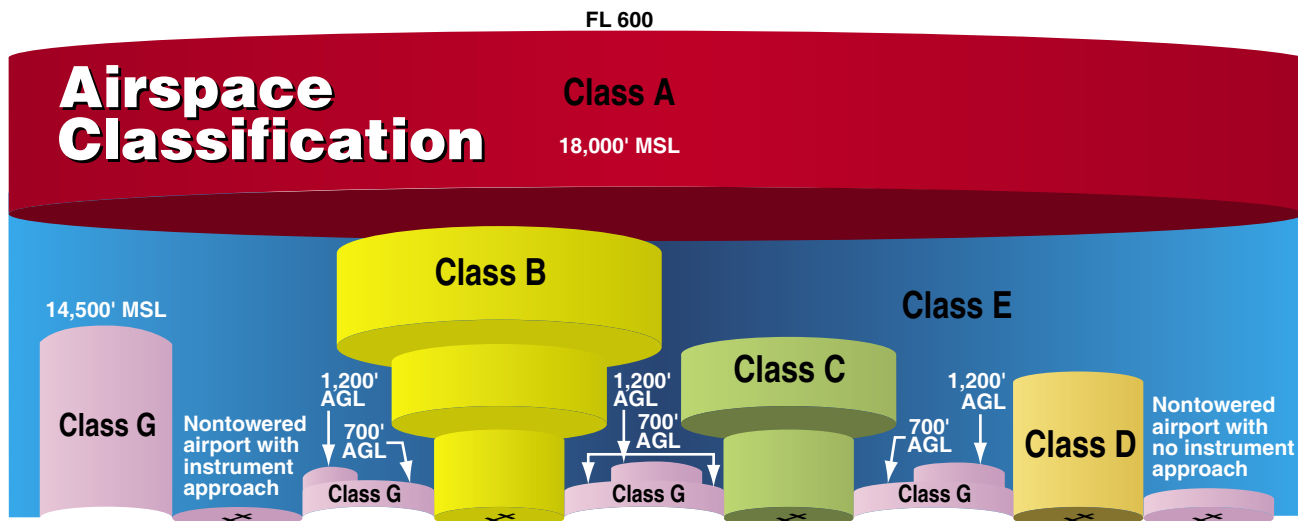 FL 600
Airspace
Classification
Class A
18,000' MSL
Class B
14,500' MSL
Class E
Class G
Nontowered
airport with
instrument
approach
1,200'
AGL
700'
AGL
Class G
1,200'
AGL
700'
AGL
Class G
Class C
700'
AGL
1,200'
AGL
Class G
Class D
Nontowered
airport with
no instrument
approach